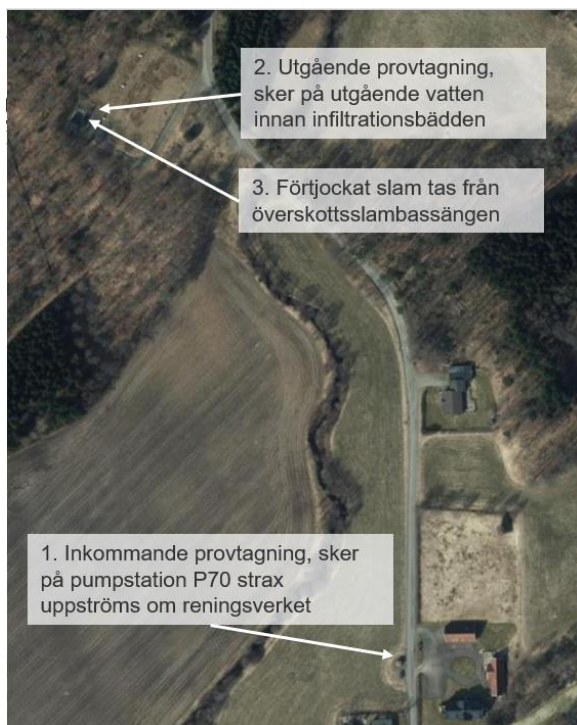 2. Utgående provtagning,
sker på utgående vatten
innan infiltrationsbädden
3. Förtjockat slam tas från
överskottsslambassängen
1. Inkommande provtagning, sker
på pumpstation P70 strax
uppströms om reningsverket